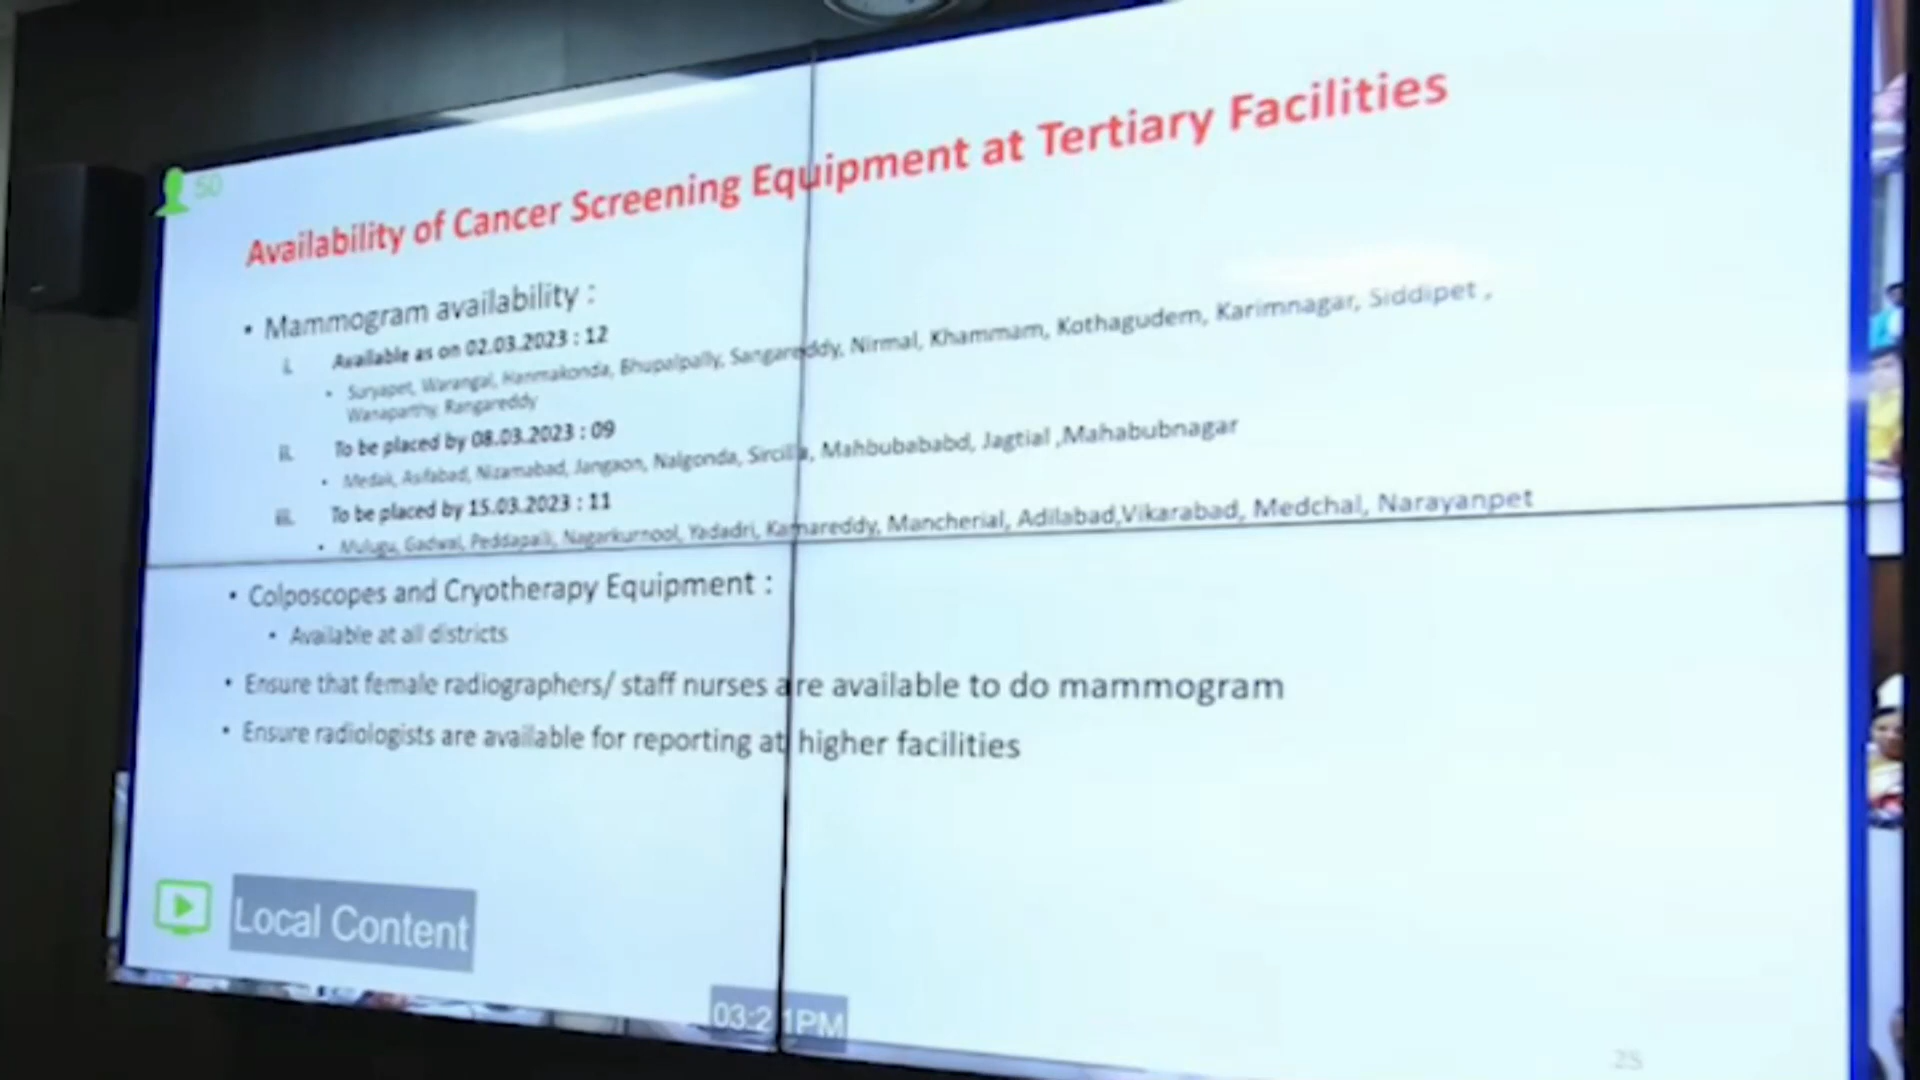 50
Availability of Cancer Screening Equipment at Tertiary Facilities
• Mammogram availability :
i. Available as on 02.03.2023 : 12
• Suryapet, Warangal, Hanmakonda, Bhupalpally, Sangareddy, Nirmal, Khammam, Kothagudem, Karimnagar, Siddipet ,
Wanaparthy, Rangareddy
ii. To be placed by 08.03.2023 : 09
• Medak, Asifabad, Nizamabad, Jangaon, Nalgonda, Sircilla, Mahbubababd, Jagtial ,Mahabubnagar
iii. To be placed by 15.03.2023 : 11
• Mulugu, Gadwal, Peddapalli, Nagarkurnool, Yadadri, Kamareddy, Mancherial, Adilabad,Vikarabad, Medchal, Narayanpet
• Colposcopes and Cryotherapy Equipment :
• Available at all districts
• Ensure that female radiographers/ staff nurses are available to do mammogram
• Ensure radiologists are available for reporting at higher facilities
Local Content
03:21PM
25